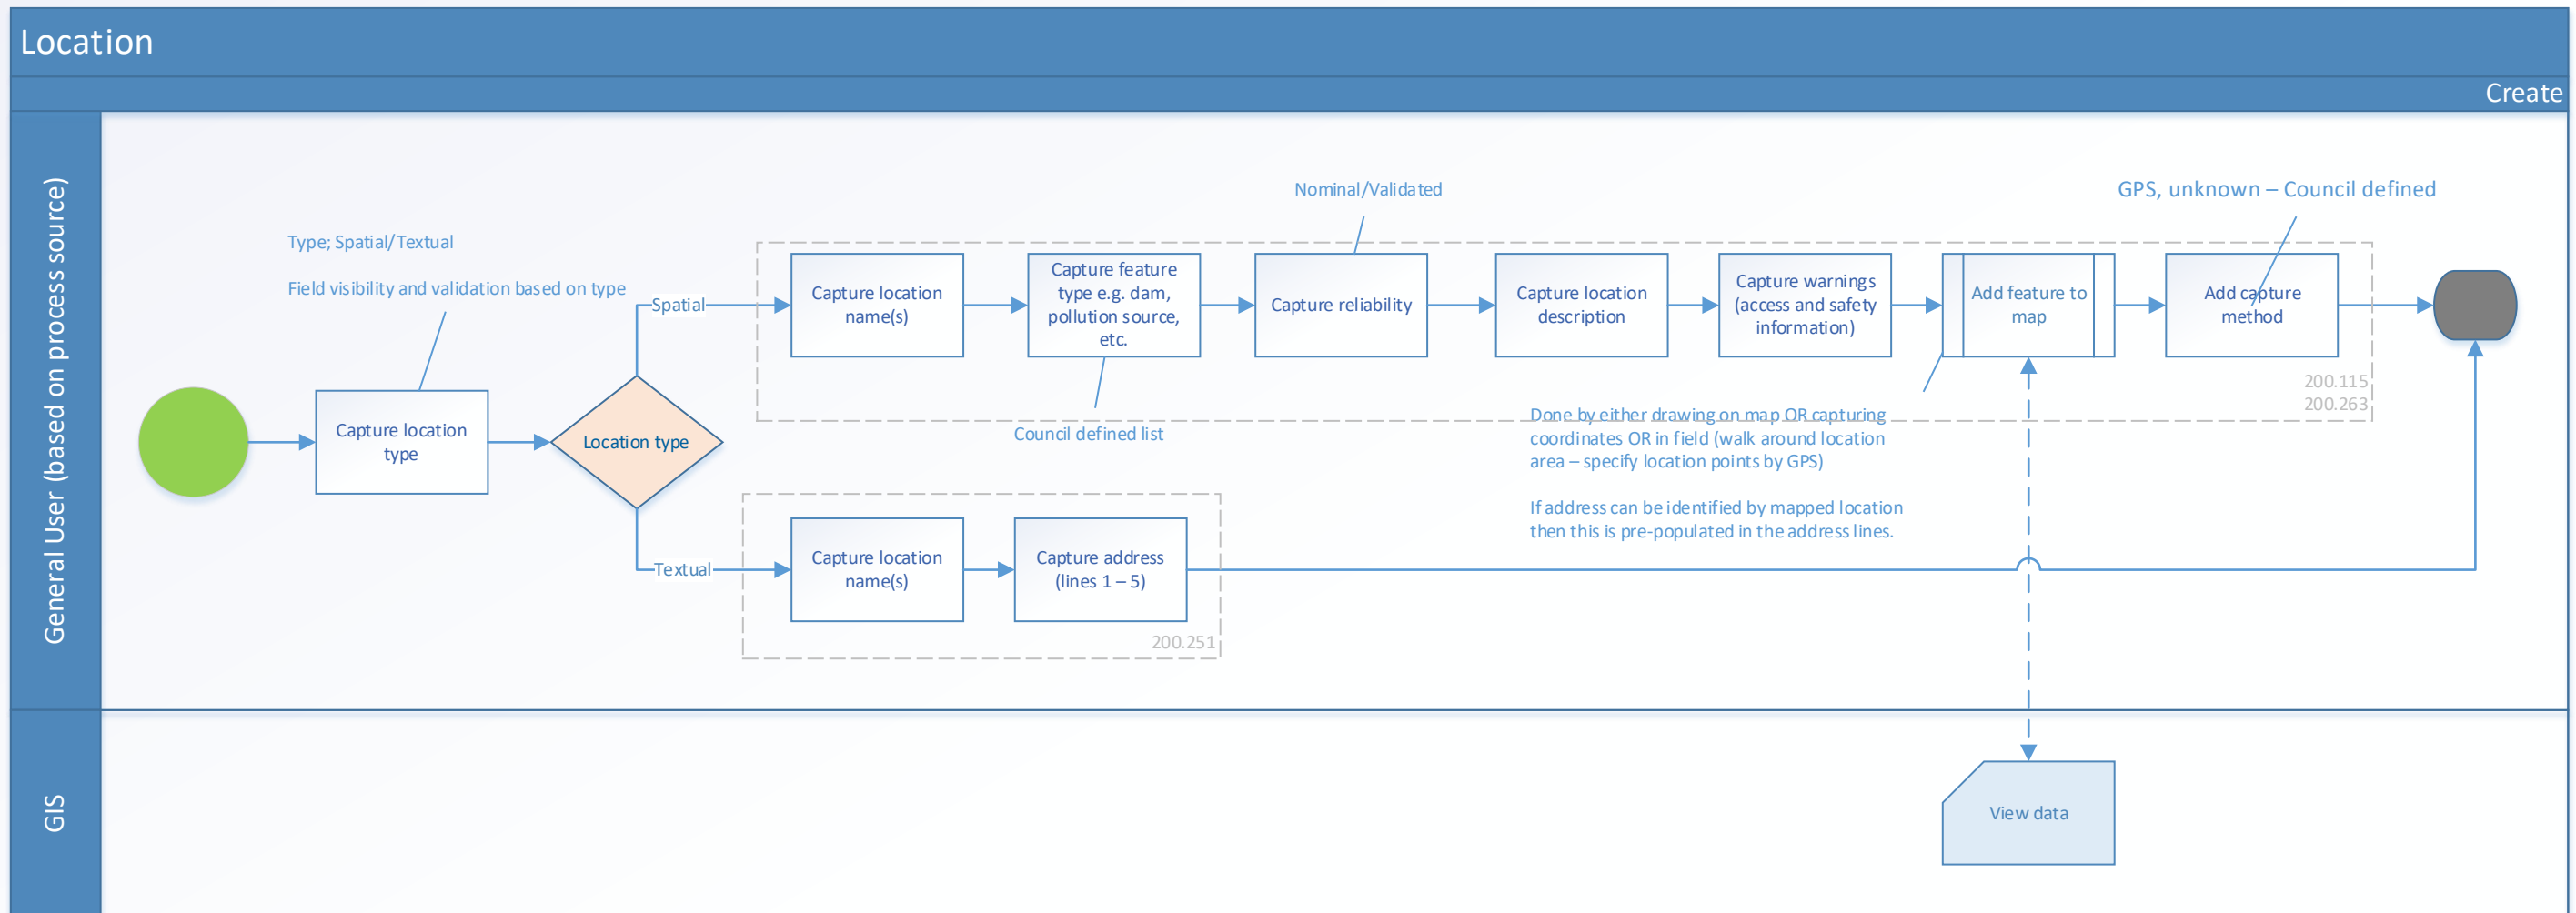 Location
Create
General User (based on process source)
Type; Spatial/Textual
Field visibility and validation based on type
Nominal/Validated
GPS, unknown – Council defined
Capture location
type
Location type
Spatial
Capture location
name(s)
Capture feature
type e.g. dam,
pollution source,
etc.
Capture reliability
Capture location
description
Capture warnings
(access and safety
information)
Add feature to
map
Add capture
method
200.115
200.263
Council defined list
Done by either drawing on map OR capturing
coordinates OR in field (walk around location
area – specify location points by GPS)
If address can be identified by mapped location
then this is pre-populated in the address lines.
Textual
Capture location
name(s)
Capture address
(lines 1 – 5)
200.251
GIS
View data